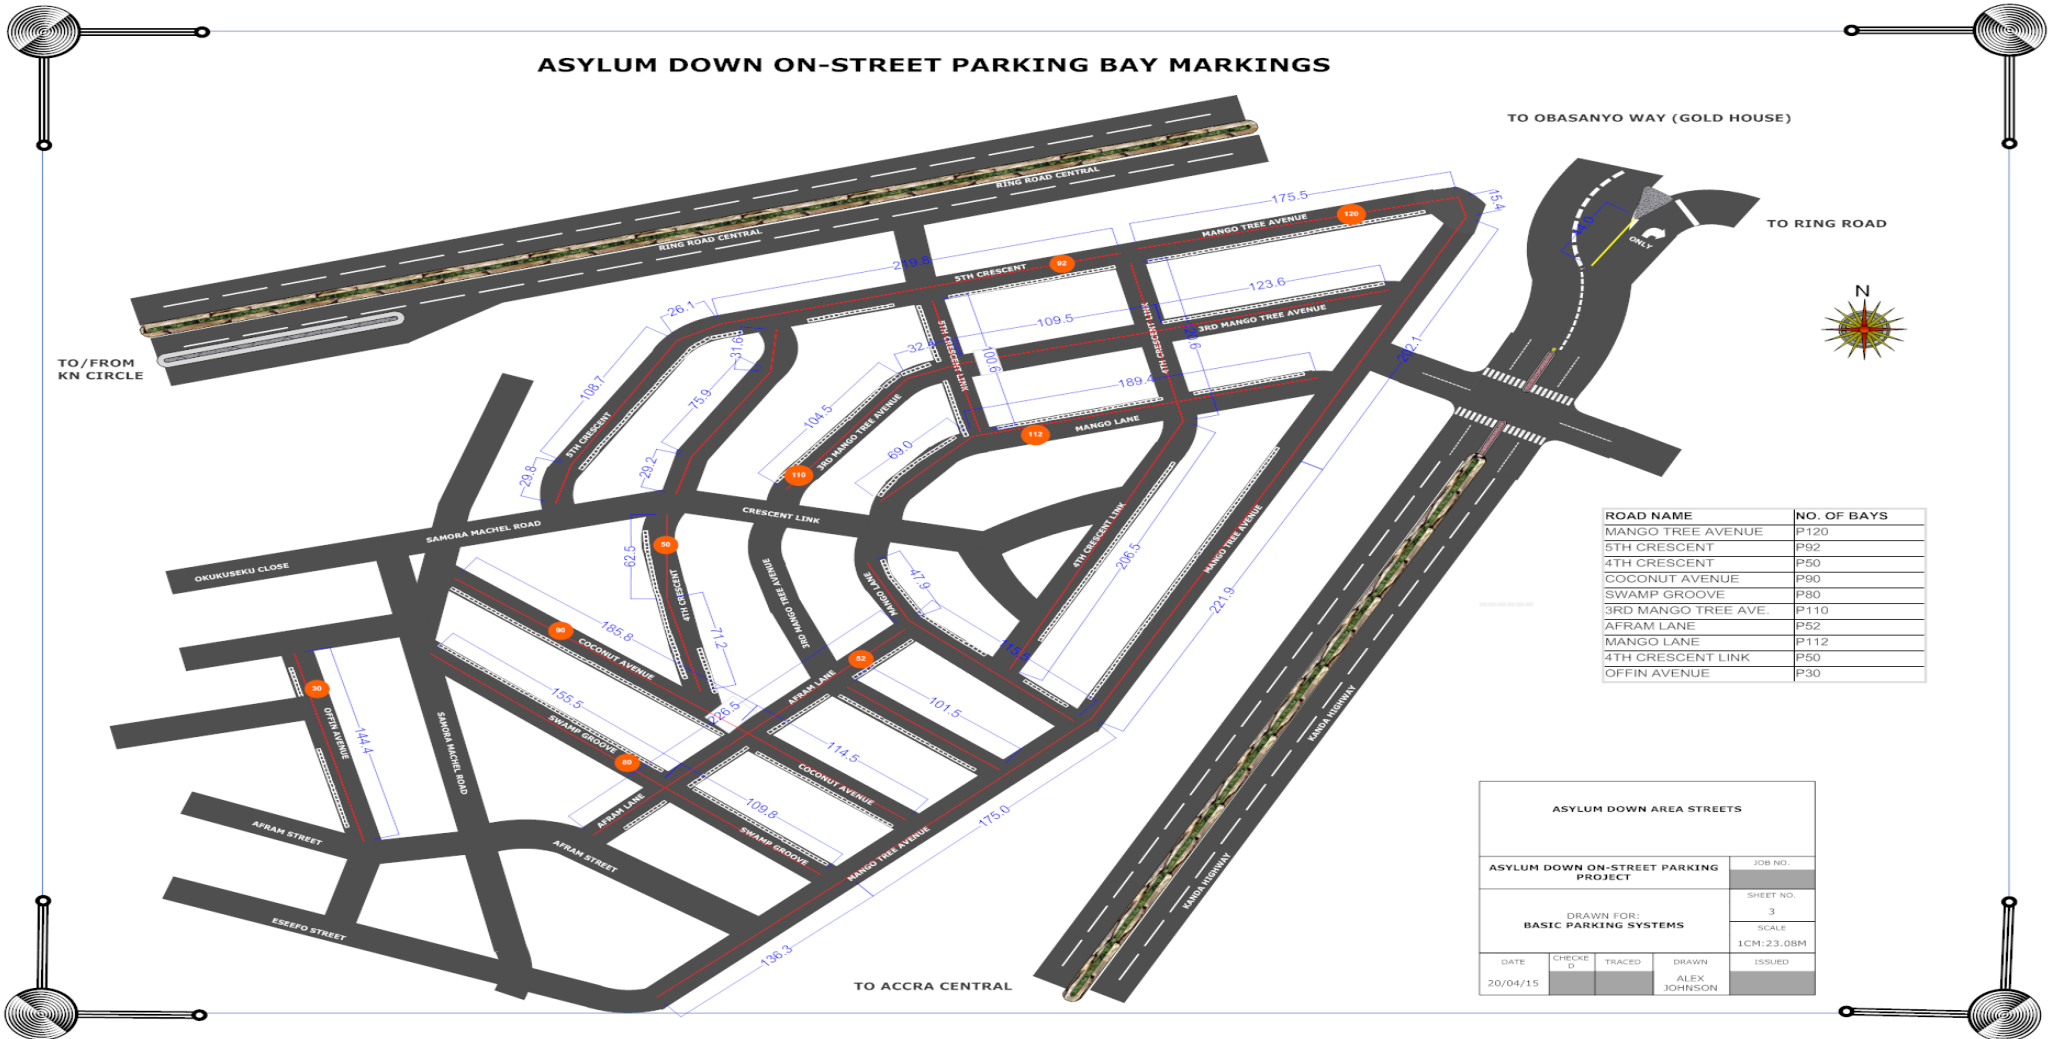 ASYLUM DOWN ON-STREET PARKING BAY MARKINGS
TO OBASANYO WAY (GOLD HOUSE)
TO RING ROAD
ONLY
44.0
N
TO/FROM
KN CIRCLE
RING ROAD CENTRAL
RING ROAD CENTRAL
175.5
15.4
120
MANGO TREE AVENUE
219.8
5TH CRESCENT
92
26.1
108.7
5TH CRESCENT
29.8
31.6
75.9
29.2
123.6
109.5
3RD MANGO TREE AVENUE
4TH CRESCENT LINK
5TH CRESCENT LINK
100.6
189.4
104.5
3RD MANGO TREE AVENUE
110
69.0
112
MANGO LANE
CRESCENT LINK
SAMORA MACHEL ROAD
OKUKUSEKU CLOSE
62.5
50
4TH CRESCENT
71.2
3RD MANGO TREE AVENUE
MANGO LANE
47.9
4TH CRESCENT LINK
206.5
MANGO TREE AVENUE
221.9
90
185.8
COCONUT AVENUE
155.5
SWAMP GROOVE
80
226.5
AFRAM LANE
52
101.5
114.5
COCONUT AVENUE
109.8
SWAMP GROOVE
AFRAM LANE
MANGO TREE AVENUE
175.0
136.3
30
OFFIN AVENUE
144.4
SAMORA MACHEL ROAD
AFRAM STREET
AFRAM STREET
ESEEFO STREET
TO ACCRA CENTRAL
KANDA HIGHWAY
KANDA HIGHWAY
ROAD NAME NO. OF BAYS
MANGO TREE AVENUE P120
5TH CRESCENT P92
4TH CRESCENT P50
COCONUT AVENUE P90
SWAMP GROOVE P80
3RD MANGO TREE AVE. P110
AFRAM LANE P52
MANGO LANE P112
4TH CRESCENT LINK P50
OFFIN AVENUE P30
ASYLUM DOWN AREA STREETS
ASYLUM DOWN ON-STREET PARKING
PROJECT
JOB NO.
DRAWN FOR:
BASIC PARKING SYSTEMS
SHEET NO.
3
SCALE
1CM:23.08M
DATE
20/04/15
CHECKE
D
TRACED
DRAWN
ALEX
JOHNSON
ISSUED